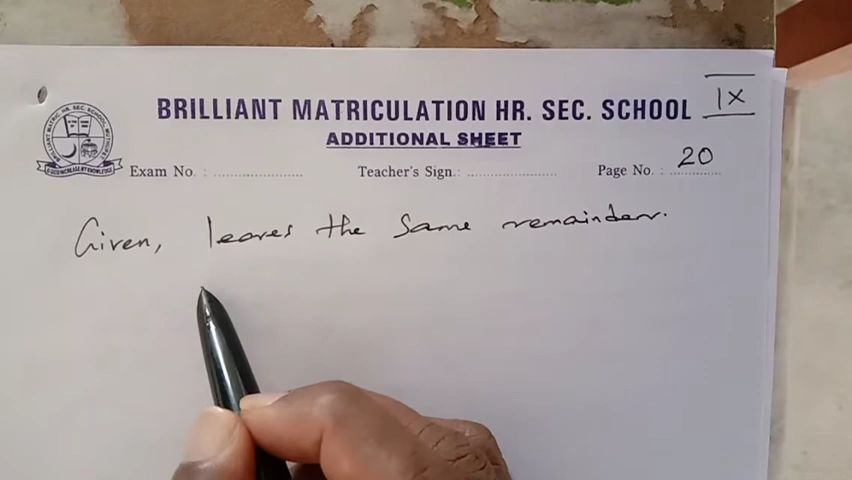 IX
BRILLIANT MATRICULATION HR. SEC. SCHOOL
ADDITIONAL SHEET
Exam No. : .................... Teacher's Sign.: .................... Page No. : 20
Given, leaves the same remainder.